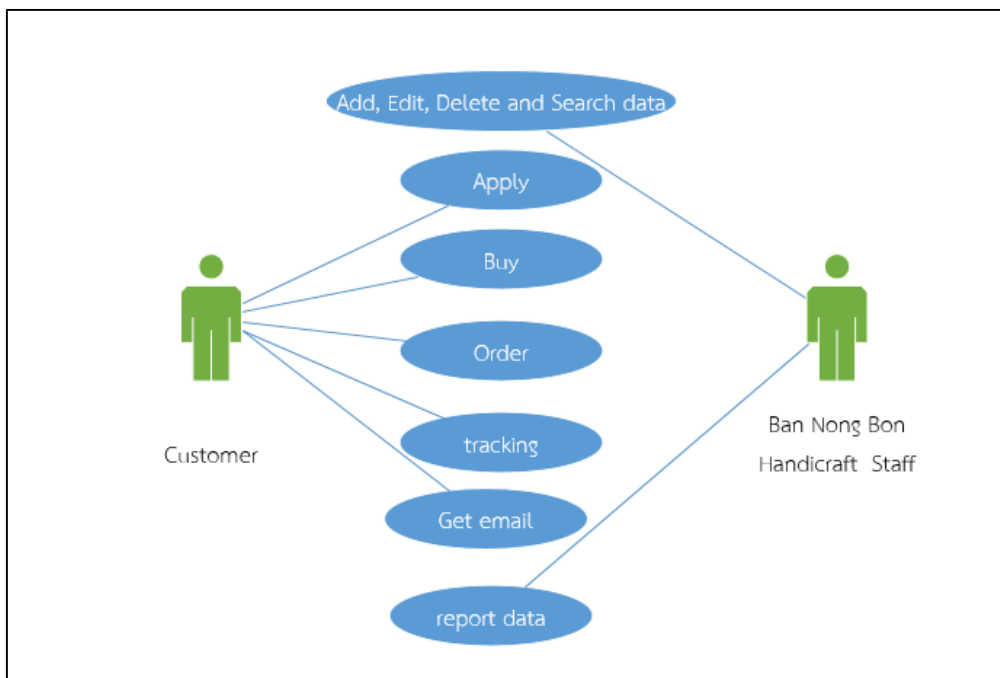 Add, Edit, Delete and Search data
Apply
Buy
Order
tracking
Get email
report data
Customer
Ban Nong Bon
Handicraft Staff